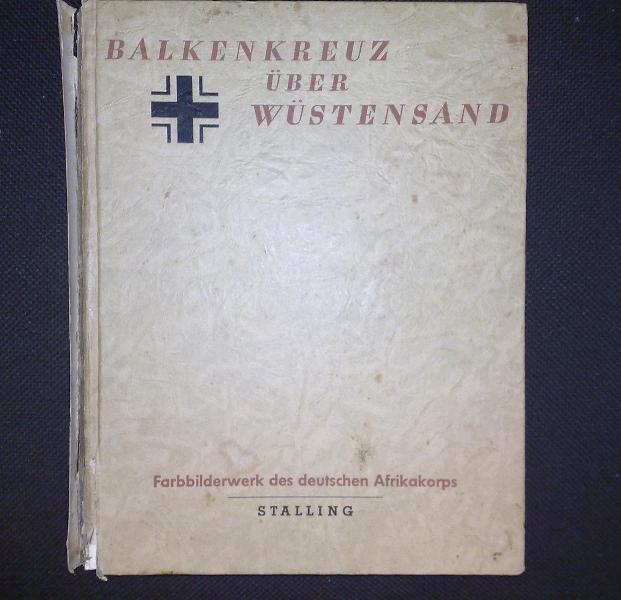 BALKENKREUZ
ÜBER
WÜSTENSAND
Farbbilderwerk des deutschen Afrikakorps
STALLING